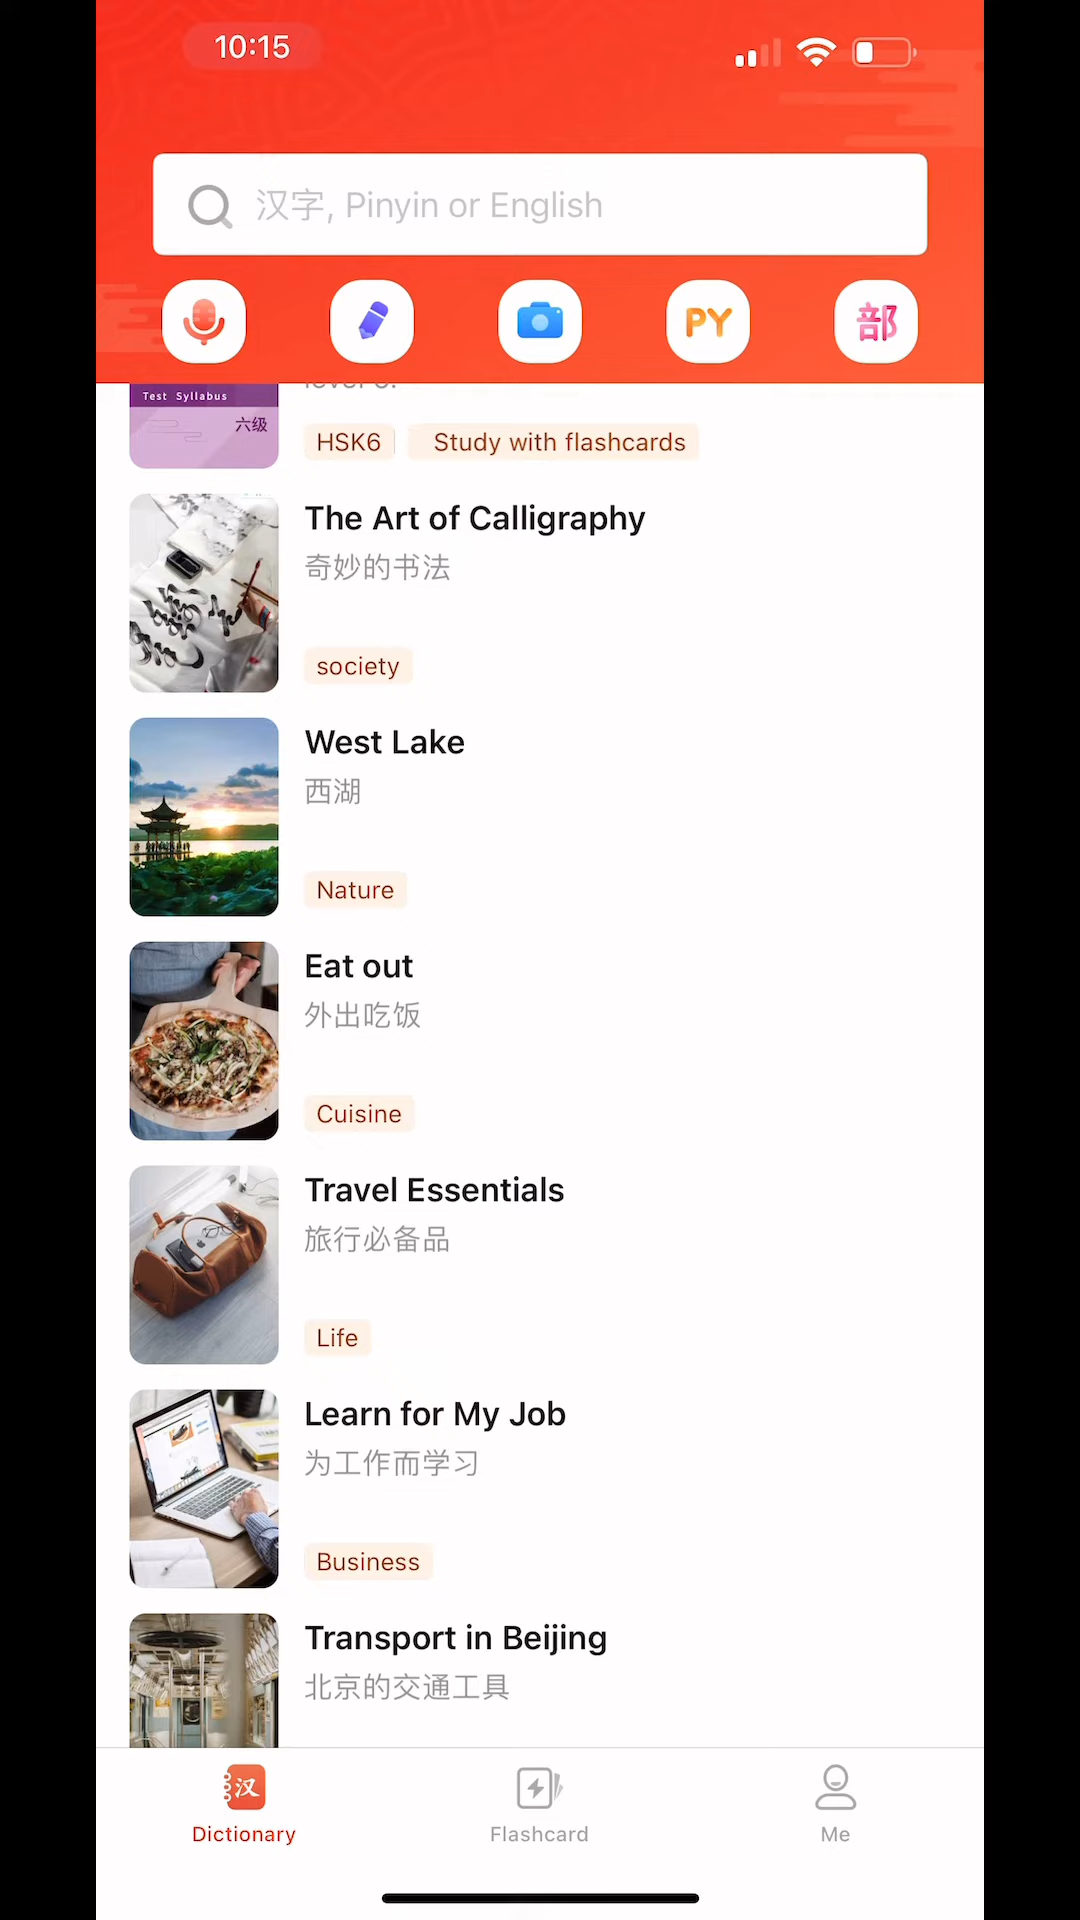 10:15
汉字, Pinyin or English
PY
部
Test Syllabus
六级
HSK6
Study with flashcards
The Art of Calligraphy
奇妙的书法
society
West Lake
西湖
Nature
Eat out
外出吃饭
Cuisine
Travel Essentials
旅行必备品
Life
Learn for My Job
为工作而学习
Business
Transport in Beijing
北京的交通工具
汉
Dictionary
Flashcard
Me